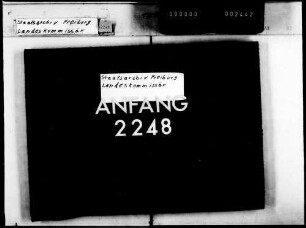 Staatsarchiv Freiburg
Landeskommissär
Staatsarchiv Freiburg
Landeskommissär
ANFANG
2248